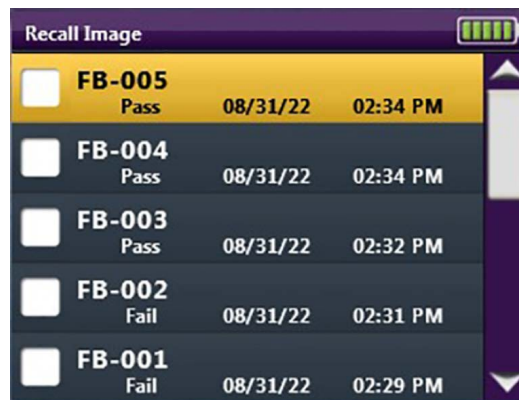 Recall Image
FB-005
Pass 08/31/22 02:34 PM
FB-004
Pass 08/31/22 02:34 PM
FB-003
Pass 08/31/22 02:32 PM
FB-002
Fail 08/31/22 02:31 PM
FB-001
Fail 08/31/22 02:29 PM